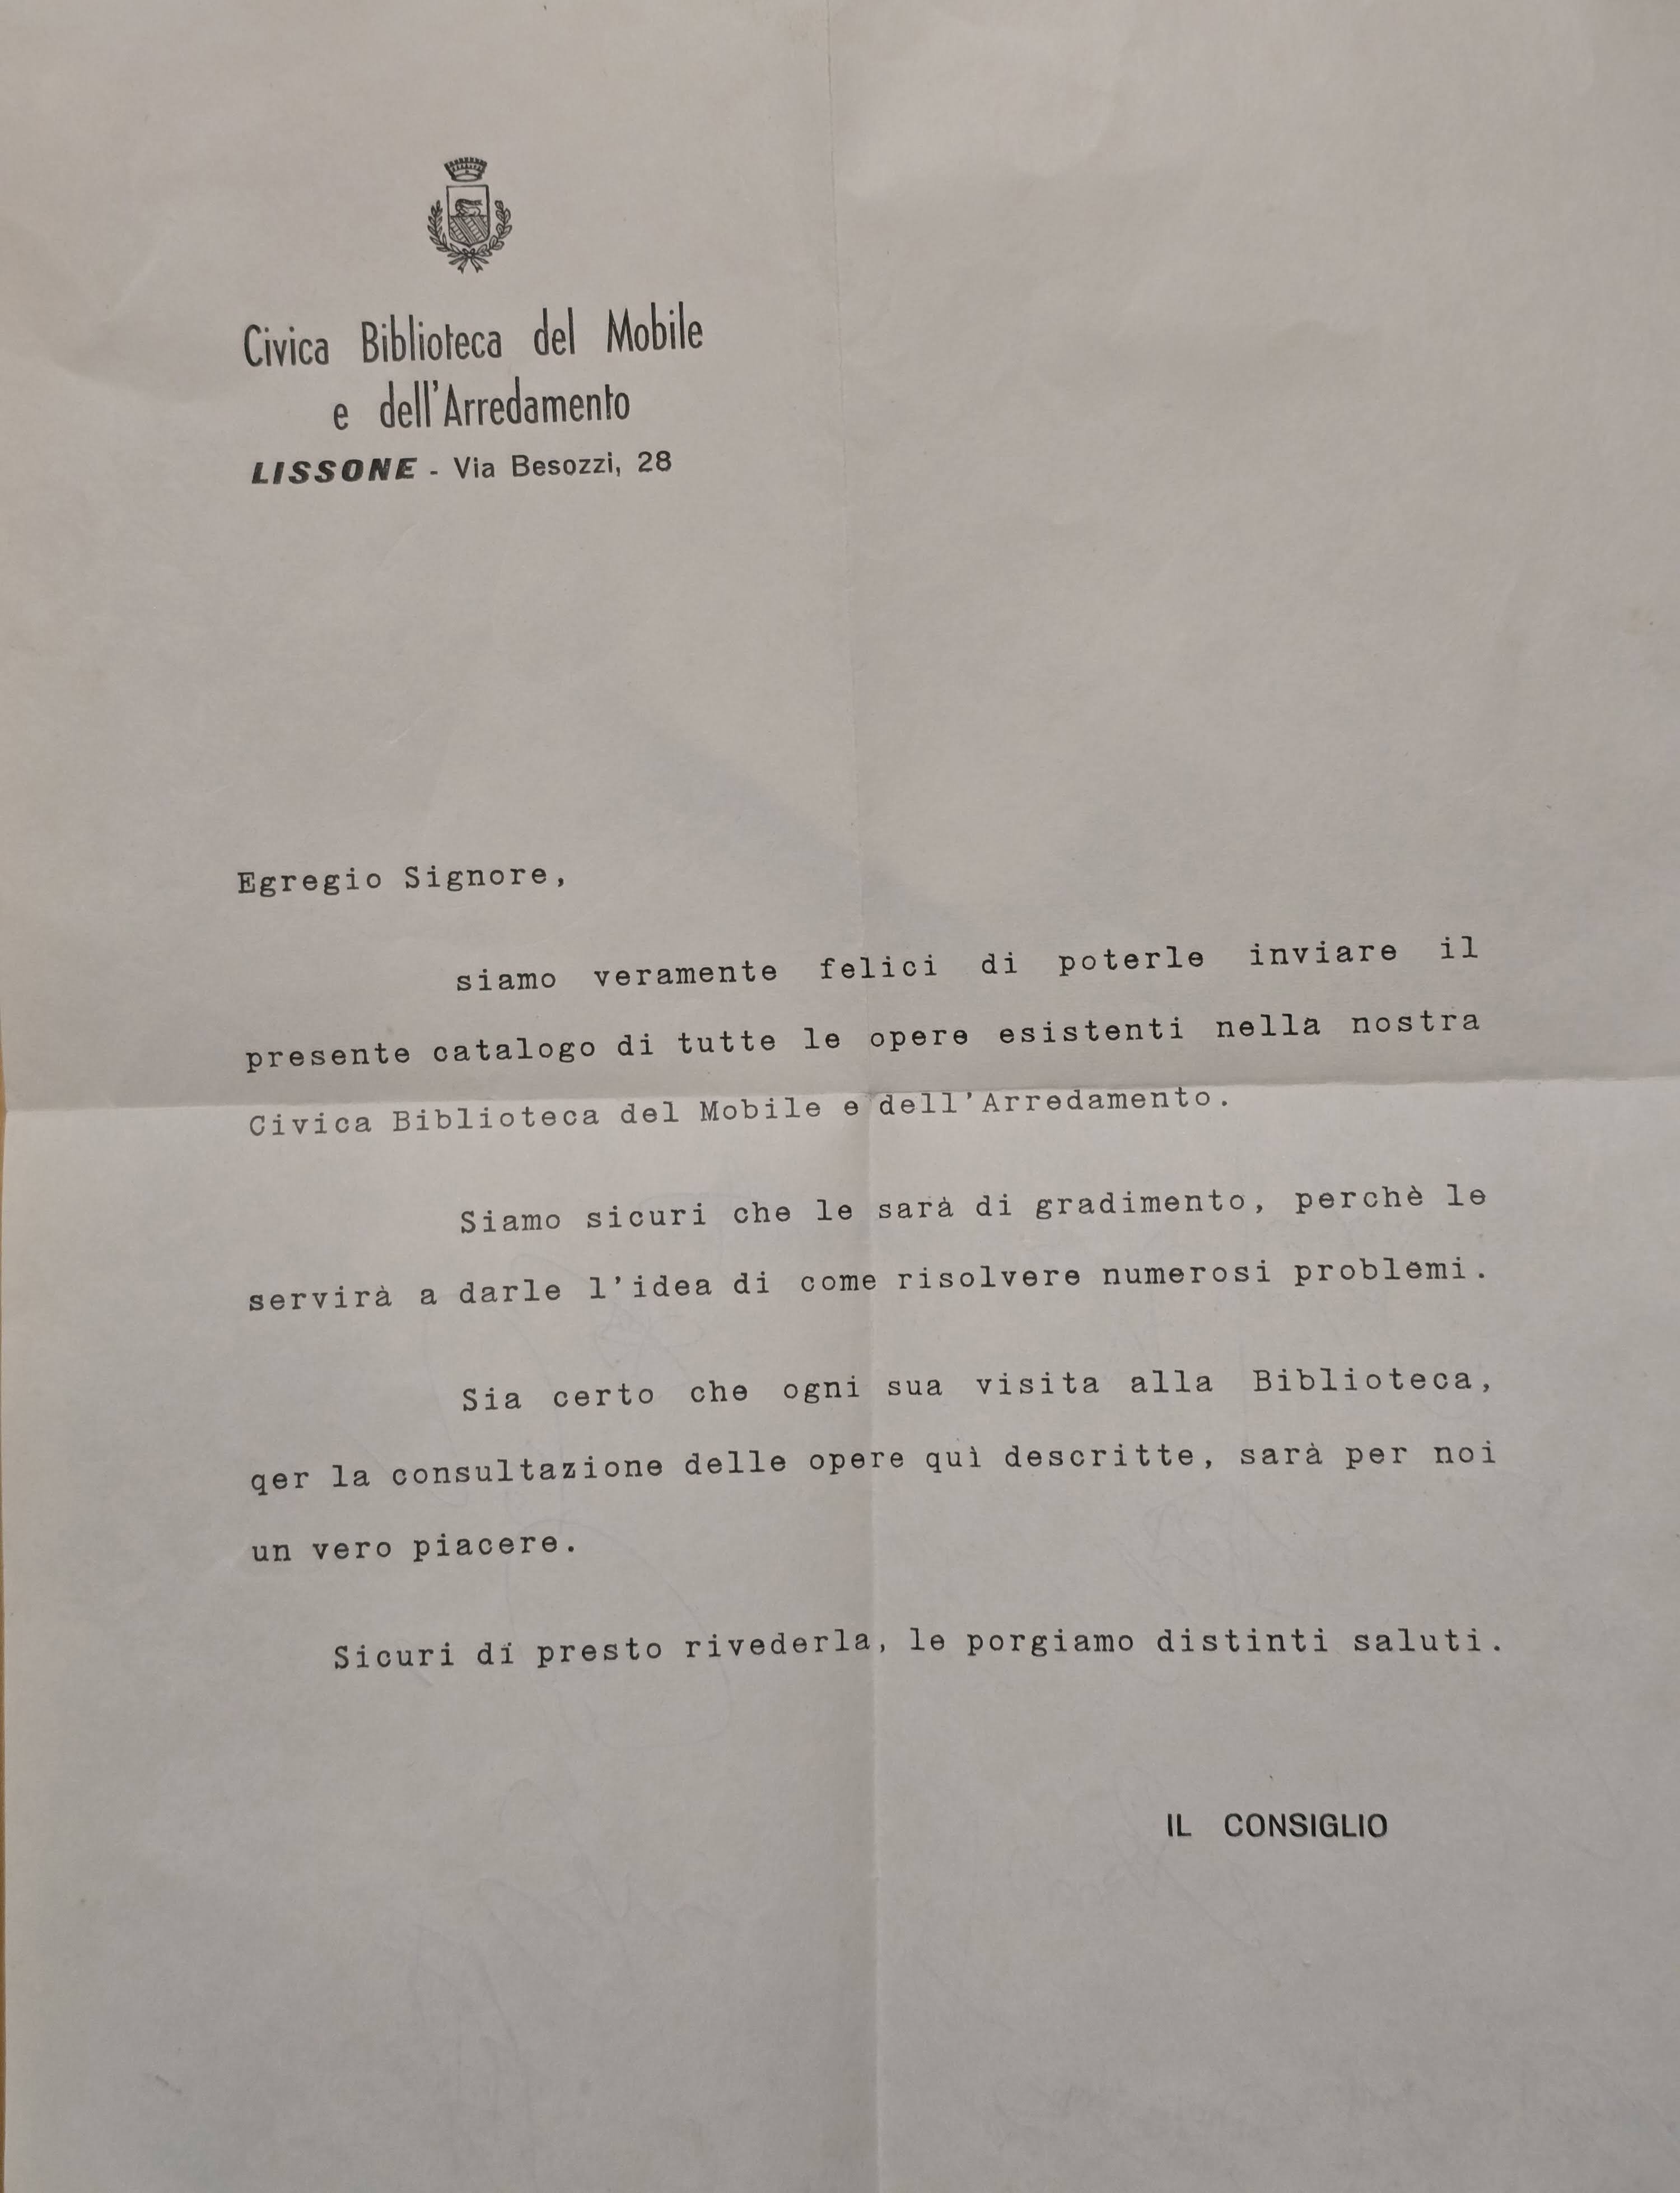 Civica Biblioteca del Mobile
e dell'Arredamento
LISSONE - Via Besozzi, 28
Egregio Signore,
siamo veramente felici di poterle inviare il
presente catalogo di tutte le opere esistenti nella nostra
Civica Biblioteca del Mobile e dell'Arredamento.
Siamo sicuri che le sarà di gradimento, perchè le
servirà a darle l'idea di come risolvere numerosi problemi.
Sia certo che ogni sua visita alla Biblioteca,
qer la consultazione delle opere quì descritte, sarà per noi
un vero piacere.
Sicuri di presto rivederla, le porgiamo distinti saluti.
IL CONSIGLIO